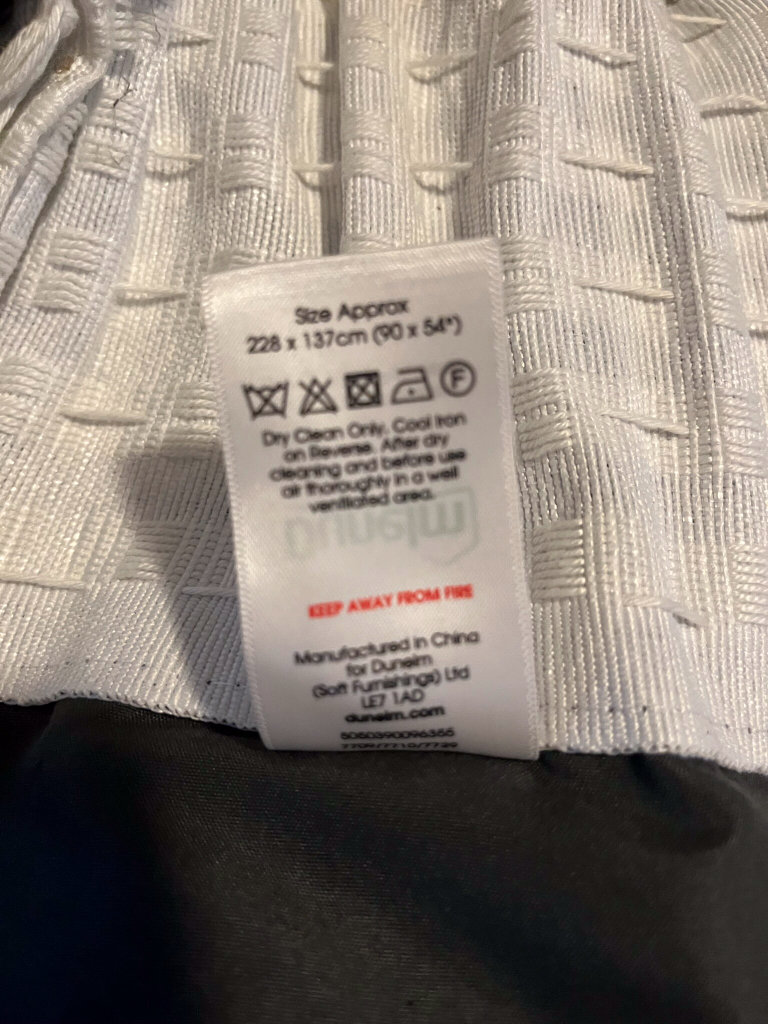 Size Approx
228 x 137cm (90 x 54")
F
Dry Clean Only, Cool Iron
on Reverse. After dry
cleaning and before use
air thoroughly in a well
ventilated area.
Dunelm
KEEP AWAY FROM FIRE
Manufactured in China
for Dunelm
(Soft Furnishings) Ltd
LE7 1AD
dunelm.com
5050390096355